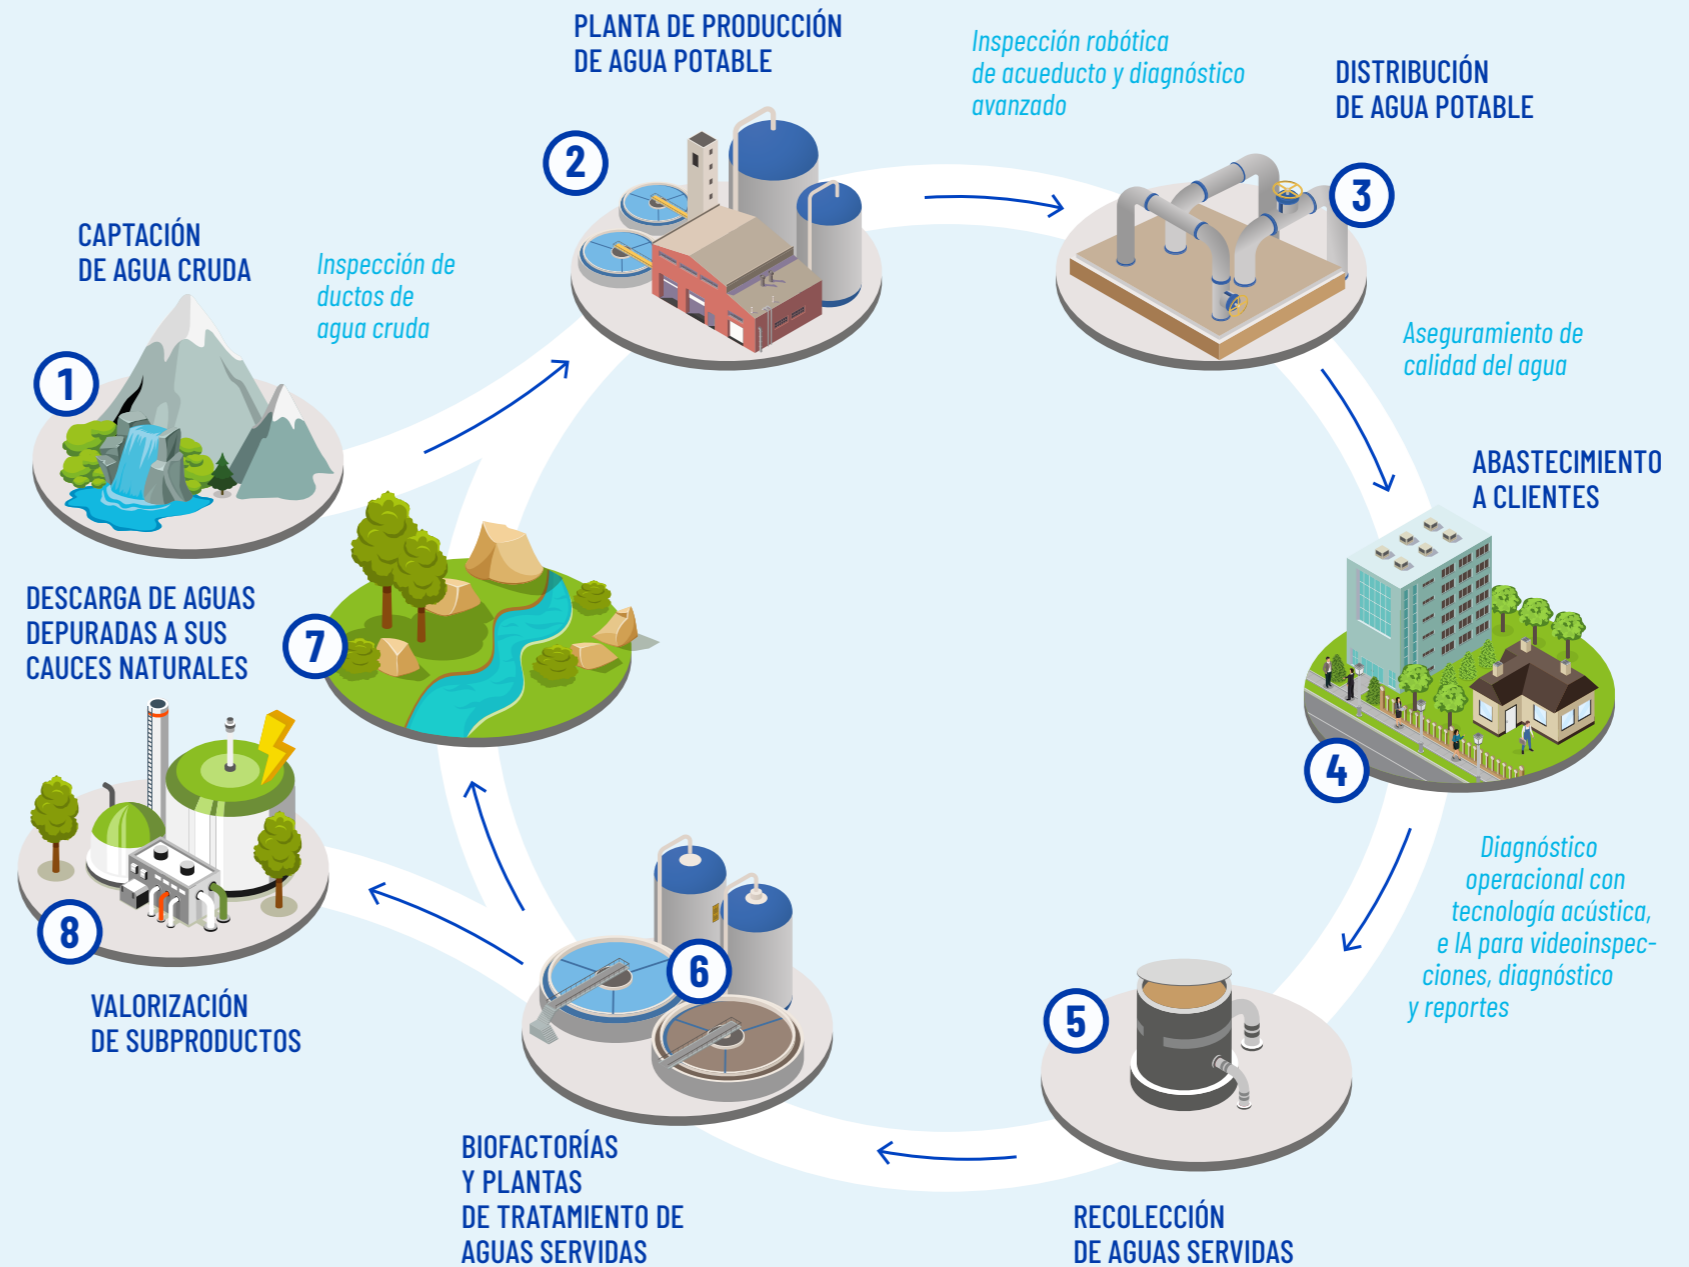 1
CAPTACIÓN
DE AGUA CRUDA
Inspección de
ductos de
agua cruda
2
PLANTA DE PRODUCCIÓN
DE AGUA POTABLE
Inspección robótica
de acueducto y diagnóstico
avanzado
3
DISTRIBUCIÓN
DE AGUA POTABLE
Aseguramiento de
calidad del agua
4
ABASTECIMIENTO
A CLIENTES
Diagnóstico
operacional con
tecnología acústica,
e IA para videoinspec-
ciones, diagnóstico
y reportes
5
RECOLECCIÓN
DE AGUAS SERVIDAS
6
BIOFACTORÍAS
Y PLANTAS
DE TRATAMIENTO DE
AGUAS SERVIDAS
7
DESCARGA DE AGUAS
DEPURADAS A SUS
CAUCES NATURALES
8
VALORIZACIÓN
DE SUBPRODUCTOS